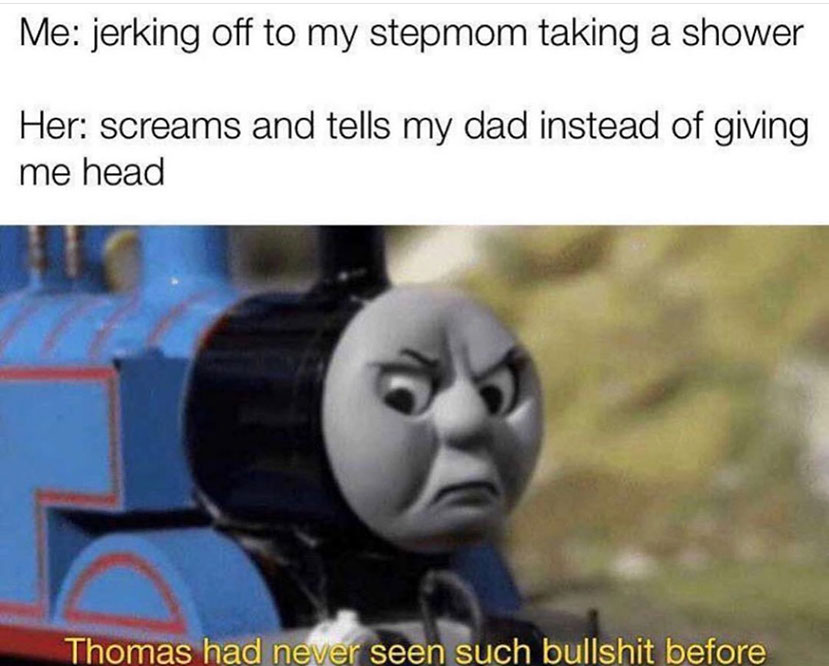 Me: jerking off to my stepmom taking a shower
Her: screams and tells my dad instead of giving
me head
Thomas had never seen such bullshit before